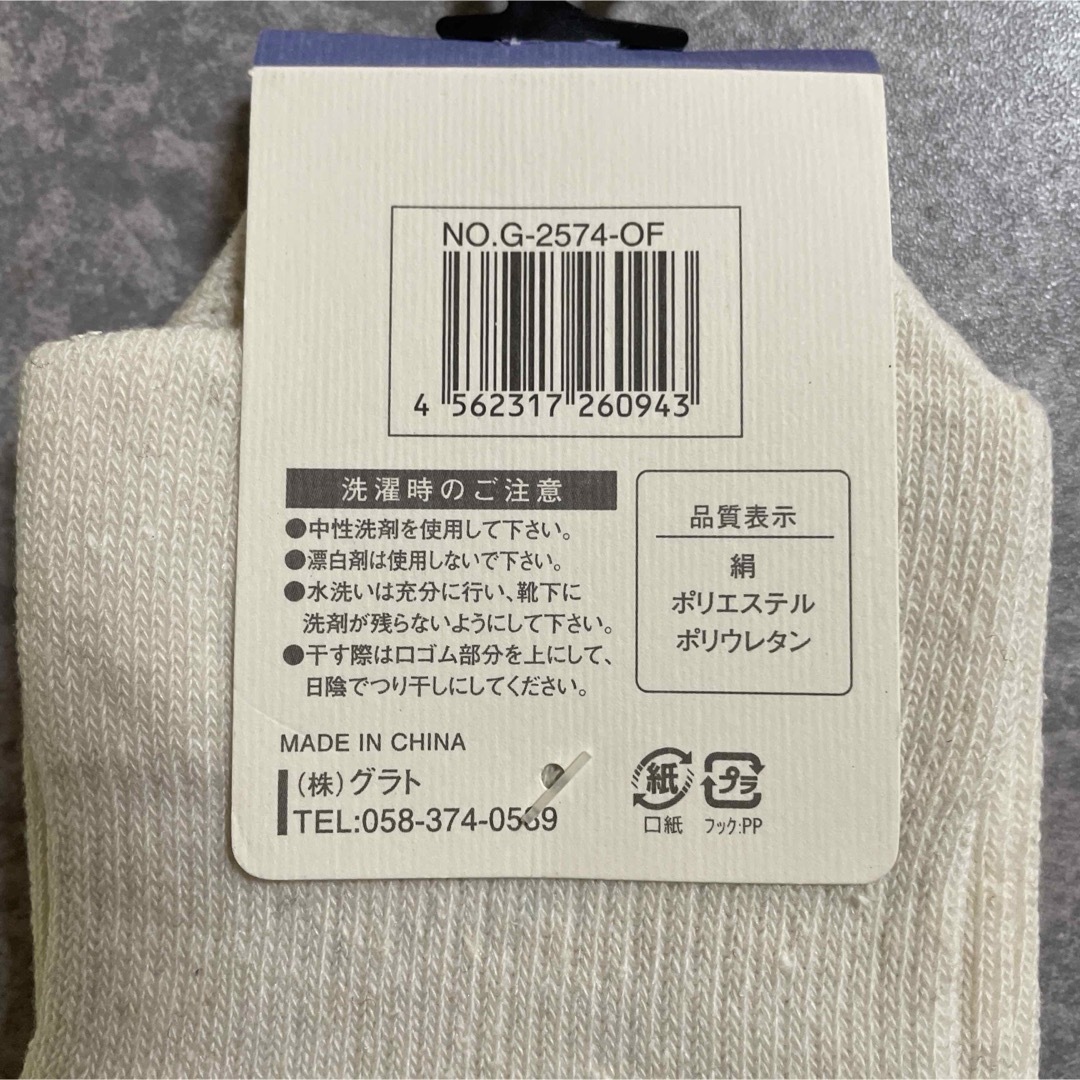 NO.G-2574-OF
4 562317 260943
洗濯時のご注意
●中性洗剤を使用して下さい。
●漂白剤は使用しないで下さい。
●水洗いは充分に行い、靴下に
洗剤が残らないようにして下さい。
●干す際は口ゴム部分を上にして、
日陰でつり干しにしてください。
品質表示
絹
ポリエステル
ポリウレタン
MADE IN CHINA
(株)グラト
TEL:058-374-0539
紙
プラ
口紙
フック:PP